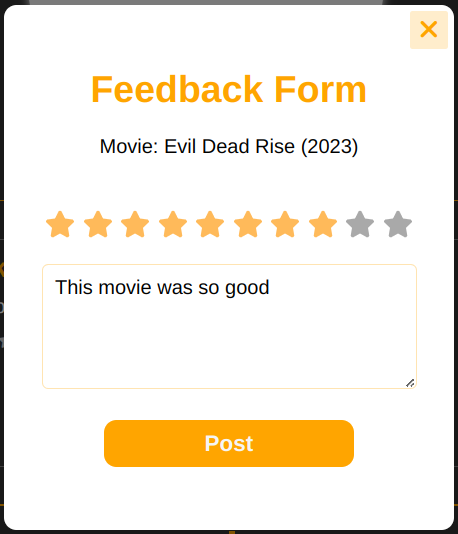 Feedback Form
Movie: Evil Dead Rise (2023)
This movie was so good
Post